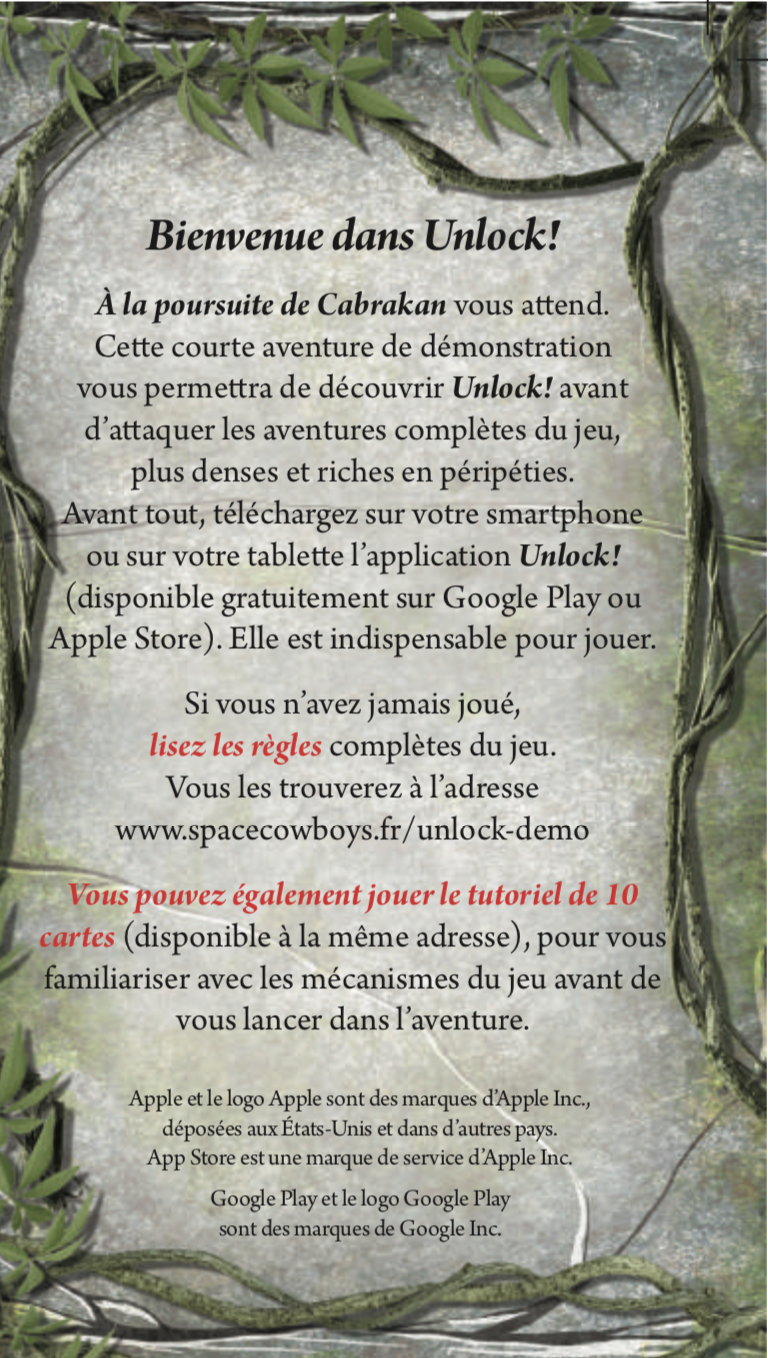 Bienvenue dans Unlock!
À la poursuite de Cabrakan vous attend.
Cette courte aventure de démonstration
vous permettra de découvrir Unlock! avant
d'attaquer les aventures complètes du jeu,
plus denses et riches en péripéties.
Avant tout, téléchargez sur votre smartphone
ou sur votre tablette l'application Unlock!
(disponible gratuitement sur Google Play ou
Apple Store). Elle est indispensable pour jouer.
Si vous n'avez jamais joué,
lisez les règles complètes du jeu.
Vous les trouverez à l'adresse
www.spacecowboys.fr/unlock-demo
Vous pouvez également jouer le tutoriel de 10
cartes (disponible à la même adresse), pour vous
familiariser avec les mécanismes du jeu avant de
vous lancer dans l'aventure.
Apple et le logo Apple sont des marques d'Apple Inc.,
déposées aux États-Unis et dans d'autres pays.
App Store est une marque de service d'Apple Inc.
Google Play et le logo Google Play
sont des marques de Google Inc.